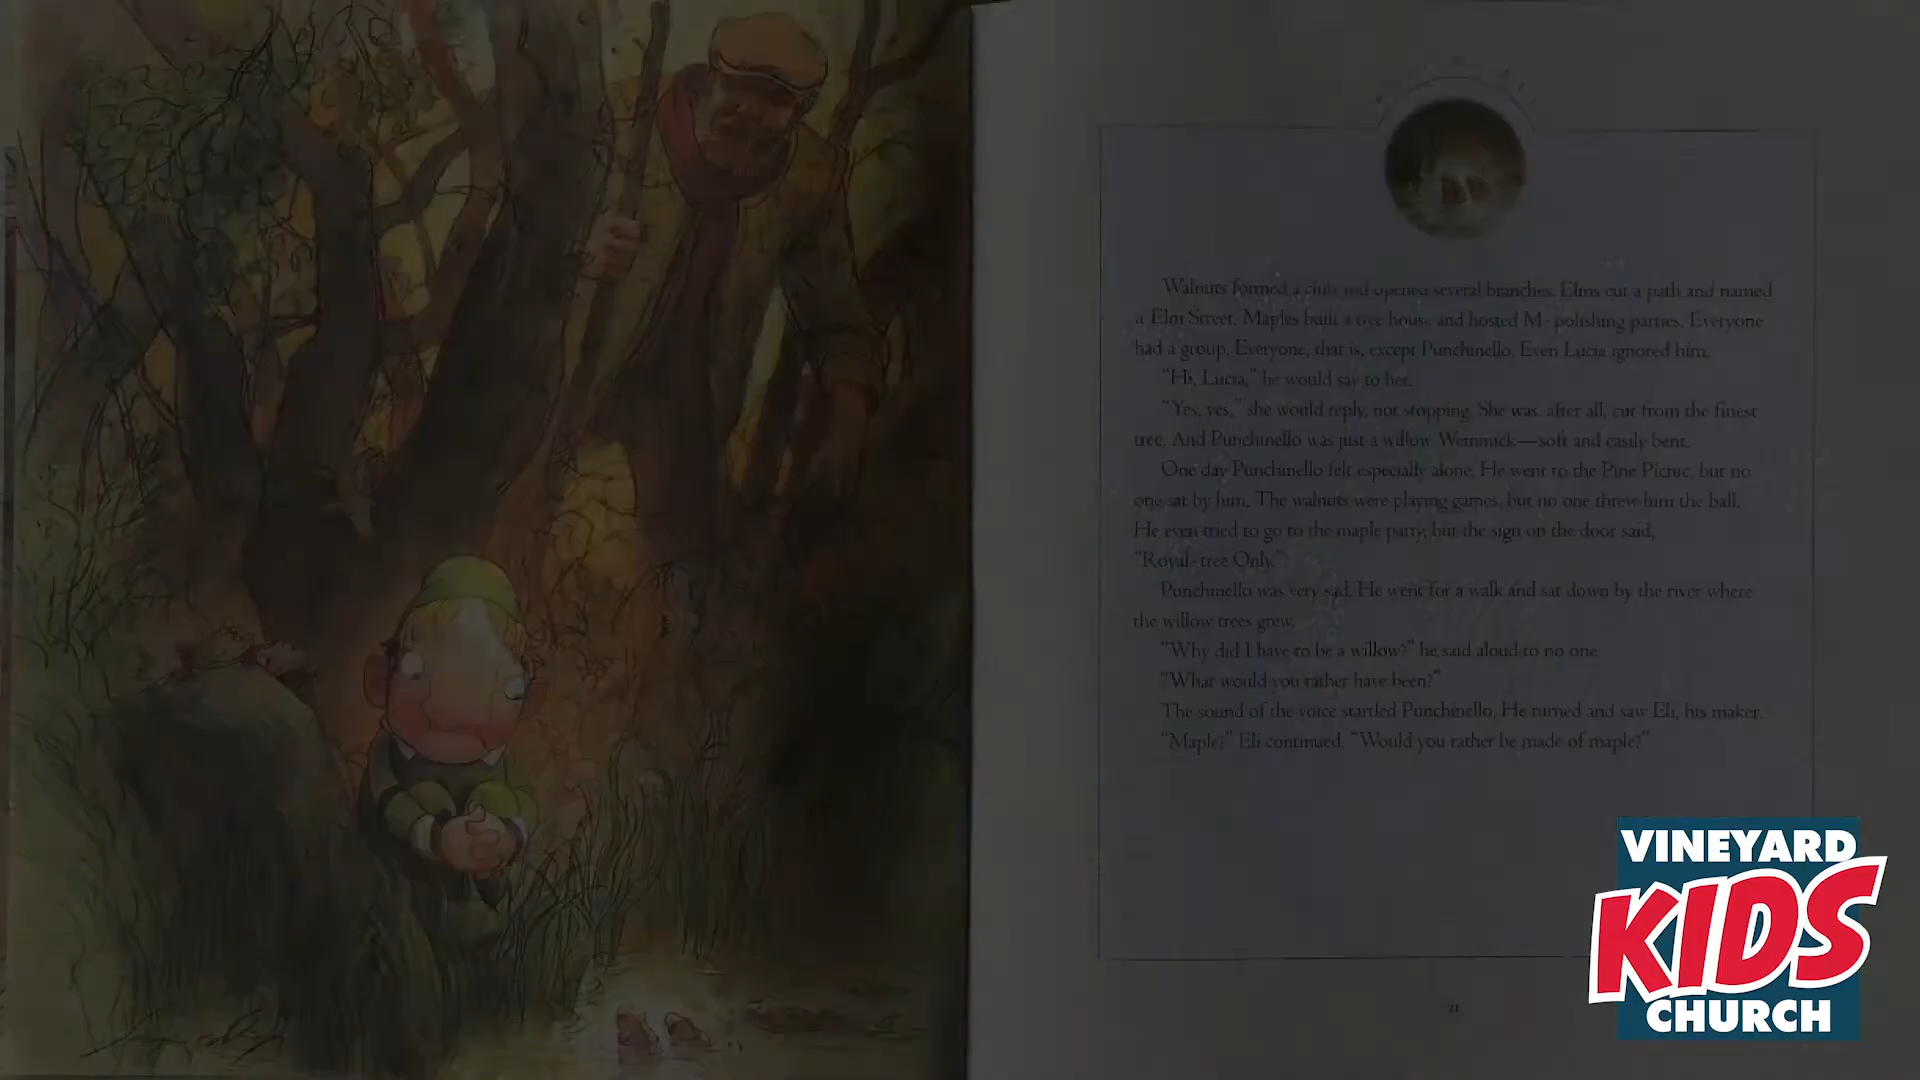 Walnuts formed a club and opened several branches. Elms cut a path and named
it Elm Street. Maples built a tree house and hosted M-polishing parties. Everyone
had a group. Everyone, that is, except Punchinello. Even Lucia ignored him.
“Hi, Lucia,” he would say to her.
“Yes, yes,” she would reply, not stopping. She was, after all, cut from the finest
tree. And Punchinello was just a willow Wemmick—soft and easily bent.
One day Punchinello felt especially alone. He went to the Pine Picnic, but no
one sat by him. The walnuts were playing games, but no one threw him the ball.
He even tried to go to the maple party, but the sign on the door said,
“Royal-tree Only.”
Punchinello was very sad. He went for a walk and sat down by the river where
the willow trees grew.
“Why did I have to be a willow?” he said aloud to no one.
“What would you rather have been?”
The sound of the voice startled Punchinello. He turned and saw Eli, his maker.
“Maple?” Eli continued. “Would you rather be made of maple?”
21
VINEYARD
KIDS
CHURCH